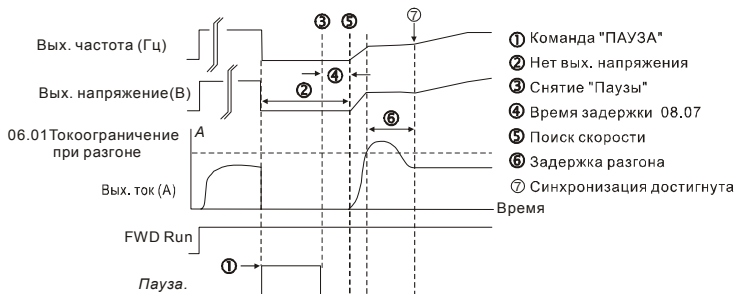 ③ ⑤ ⑦
Вых. частота (Гц)
④
Вых. напряжение(В)
②
06.01Токоограничение
при разгоне
A
⑥
Вых. ток (А)
Время
FWD Run
①
Пауза.
① Команда "ПАУЗА"
② Нет вых. напряжения
③ Снятие "Паузы"
④ Время задержки 08.07
⑤ Поиск скорости
⑥ Задержка разгона
⑦ Синхронизация достигнута